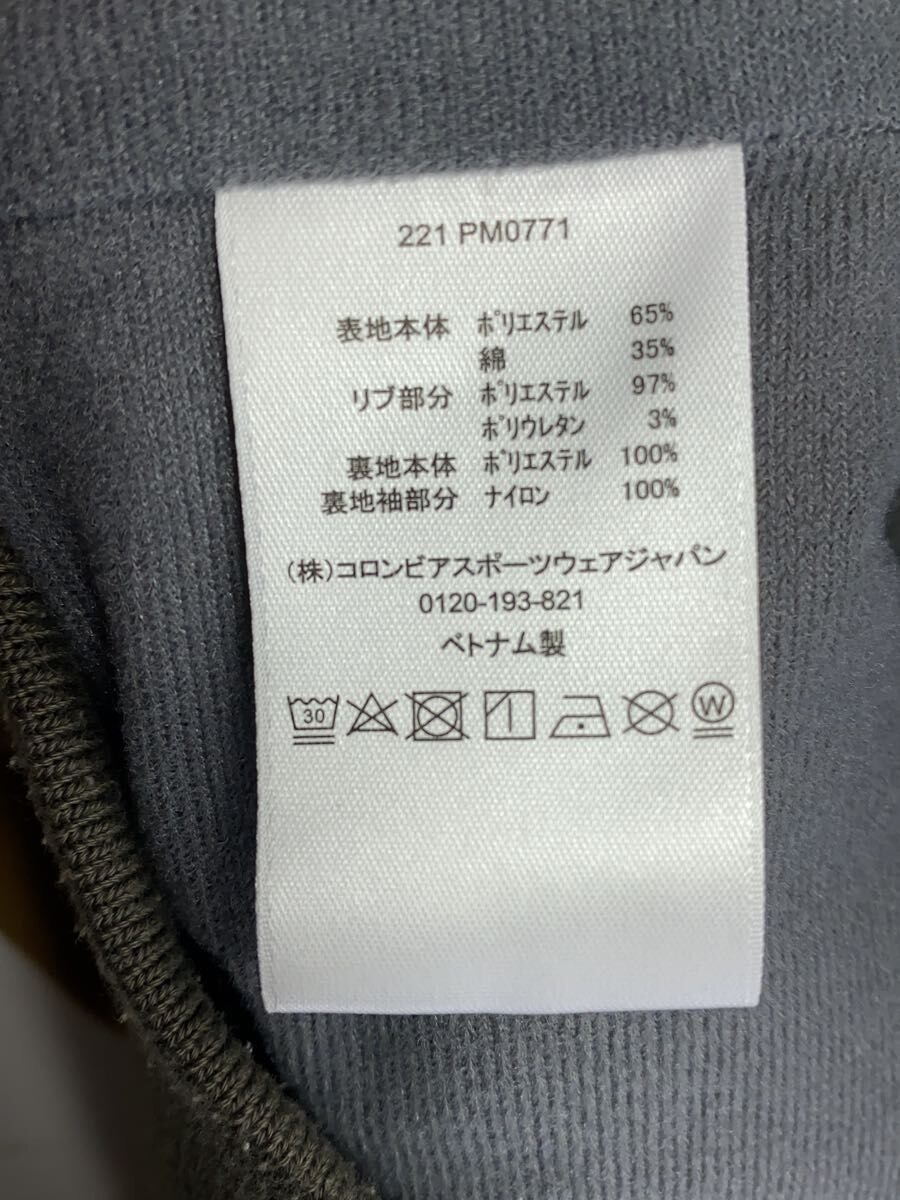 221 PM0771
表地本体 ポリエステル 65%
綿 35%
リブ部分 ポリエステル 97%
ポリウレタン 3%
裏地本体 ポリエステル 100%
裏地袖部分 ナイロン 100%
(株)コロンビアスポーツウェアジャパン
0120-193-821
ベトナム製
30 W